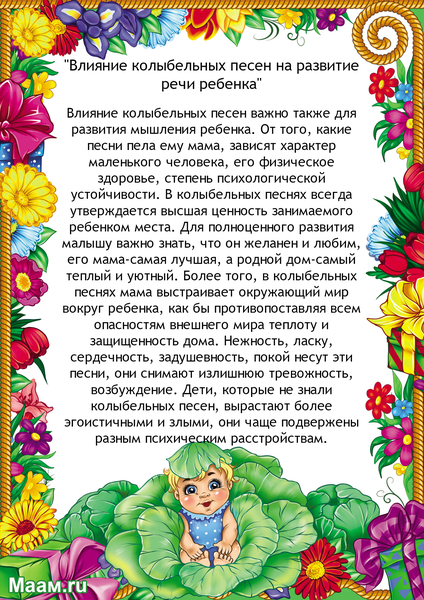 "Влияние колыбельных песен на развитие
речи ребенка"
Влияние колыбельных песен важно также для
развития мышления ребенка. От того, какие
песни пела ему мама, зависят характер
маленького человека, его физическое
здоровье, степень психологической
устойчивости. В колыбельных песнях всегда
утверждается высшая ценность занимаемого
ребенком места. Для полноценного развития
малышу важно знать, что он желанен и любим,
его мама-самая лучшая, а родной дом-самый
теплый и уютный. Более того, в колыбельных
песнях мама выстраивает окружающий мир
вокруг ребенка, как бы противопоставляя всем
опасностям внешнего мира теплоту и
защищенность дома. Нежность, ласку,
сердечность, задушевность, покой несут эти
песни, они снимают излишнюю тревожность,
возбуждение. Дети, которые не знали
колыбельных песен, вырастают более
эгоистичными и злыми, они чаще подвержены
разным психическим расстройствам.
Маам.ru